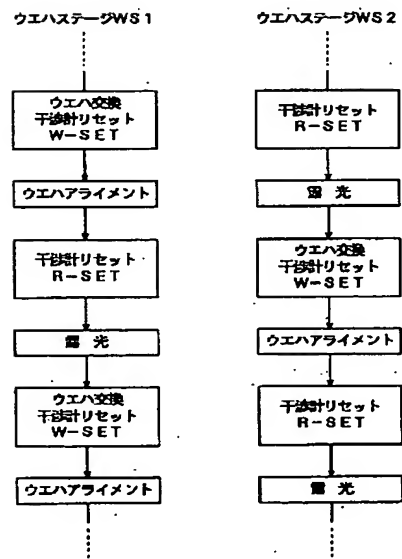 ウエハステージWS1
ウエハ交換
干渉計リセット
W-SET
ウエハアライメント
干渉計リセット
R-SET
露 光
ウエハ交換
干渉計リセット
W-SET
ウエハアライメント
ウエハステージWS2
干渉計リセット
R-SET
露 光
ウエハ交換
干渉計リセット
W-SET
ウエハアライメント
干渉計リセット
R-SET
露 光